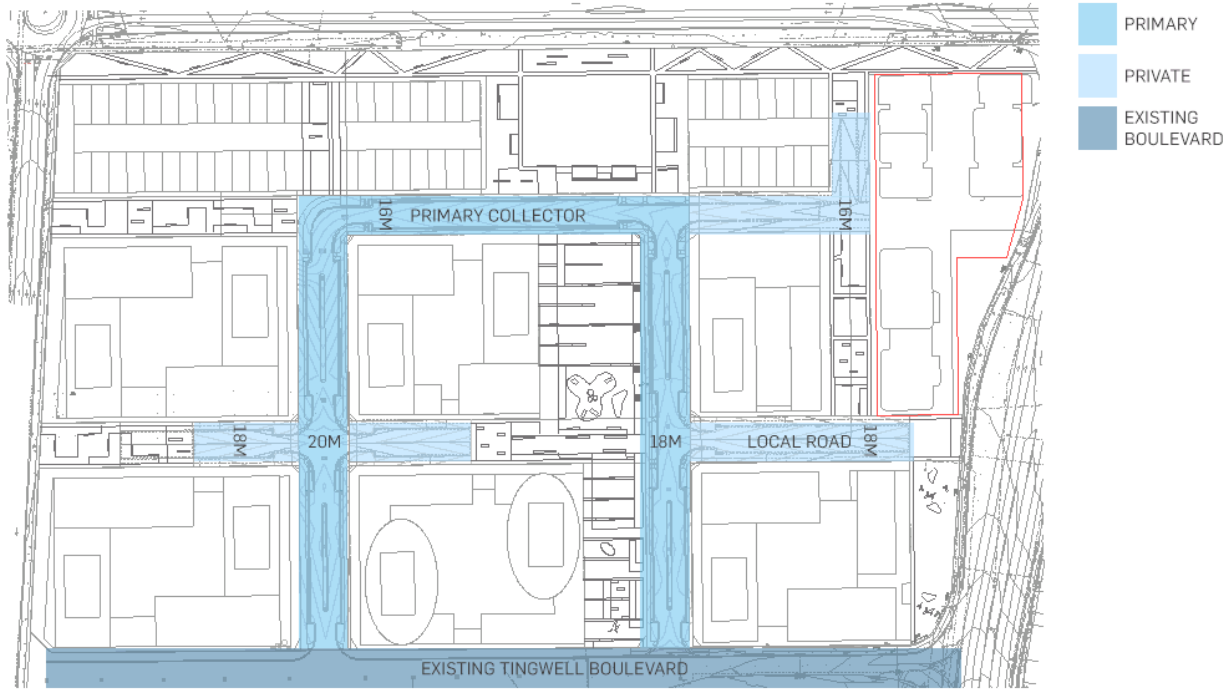 PRIMARY
PRIVATE
EXISTING
BOULEVARD
16M
PRIMARY COLLECTOR
16M
18M
20M
18M
LOCAL ROAD
18M
EXISTING TINGWELL BOULEVARD